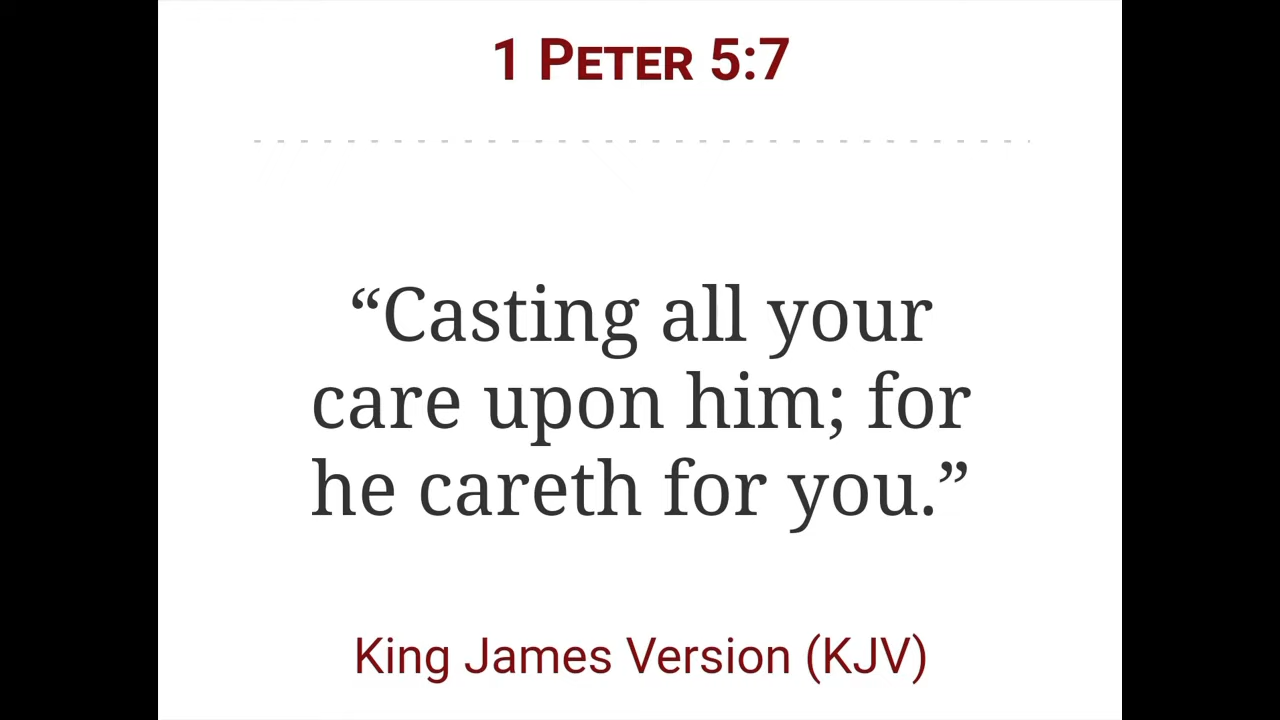 1 Peter 5:7
“Casting all your
care upon him; for
he careth for you.”
King James Version (KJV)